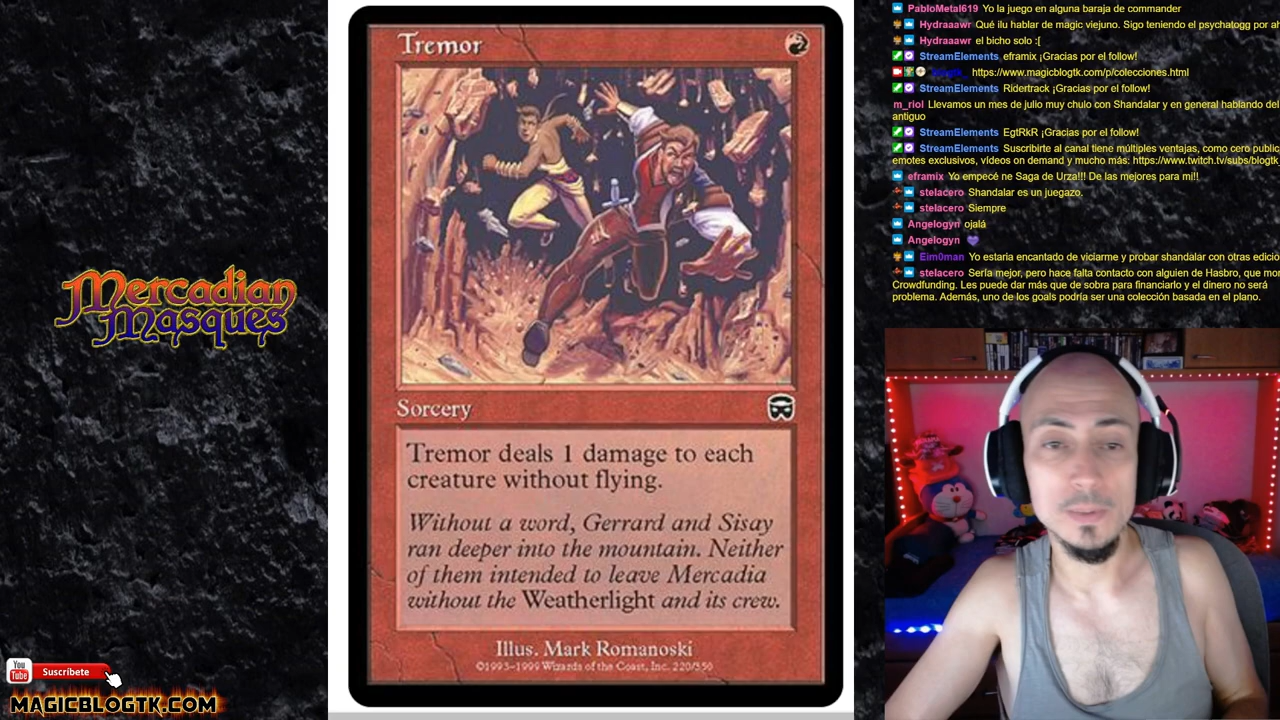 Mercadian
Masques
You
Tube
Suscríbete
MAGICBLOGTK.COM
Tremor
Sorcery
Tremor deals 1 damage to each
creature without flying.
Without a word, Gerrard and Sisay
ran deeper into the mountain. Neither
of them intended to leave Mercadia
without the Weatherlight and its crew.
Illus. Mark Romanoski
©1993–1999 Wizards of the Coast, Inc. 220/350
PabloMetal619 Yo la juego en alguna baraja de commander
Hydraaawr Qué ilu hablar de magic viejuno. Sigo teniendo el psychatogg por ah
Hydraaawr el bicho solo :[
StreamElements eframix ¡Gracias por el follow!
https://www.magicblogtk.com/p/colecciones.html
StreamElements Ridertrack ¡Gracias por el follow!
m_riol Llevamos un mes de julio muy chulo con Shandalar y en general hablando del
antiguo
StreamElements EgtRkR ¡Gracias por el follow!
StreamElements Suscribirte al canal tiene múltiples ventajas, como cero public
emotes exclusivos, vídeos on demand y mucho más: https://www.twitch.tv/subs/blogtk
eframix Yo empecé ne Saga de Urza!!! De las mejores para mi!!
stelacero Shandalar es un juegazo.
stelacero Siempre
Angelogyn ojalá
Angelogyn
Eim0man Yo estaria encantado de viciarme y probar shandalar con otras edicio
stelacero Sería mejor, pero hace falta contacto con alguien de Hasbro, que mon
Crowdfunding. Les puede dar más que de sobra para financiarlo y el dinero no será
problema. Además, uno de los goals podría ser una colección basada en el plano.